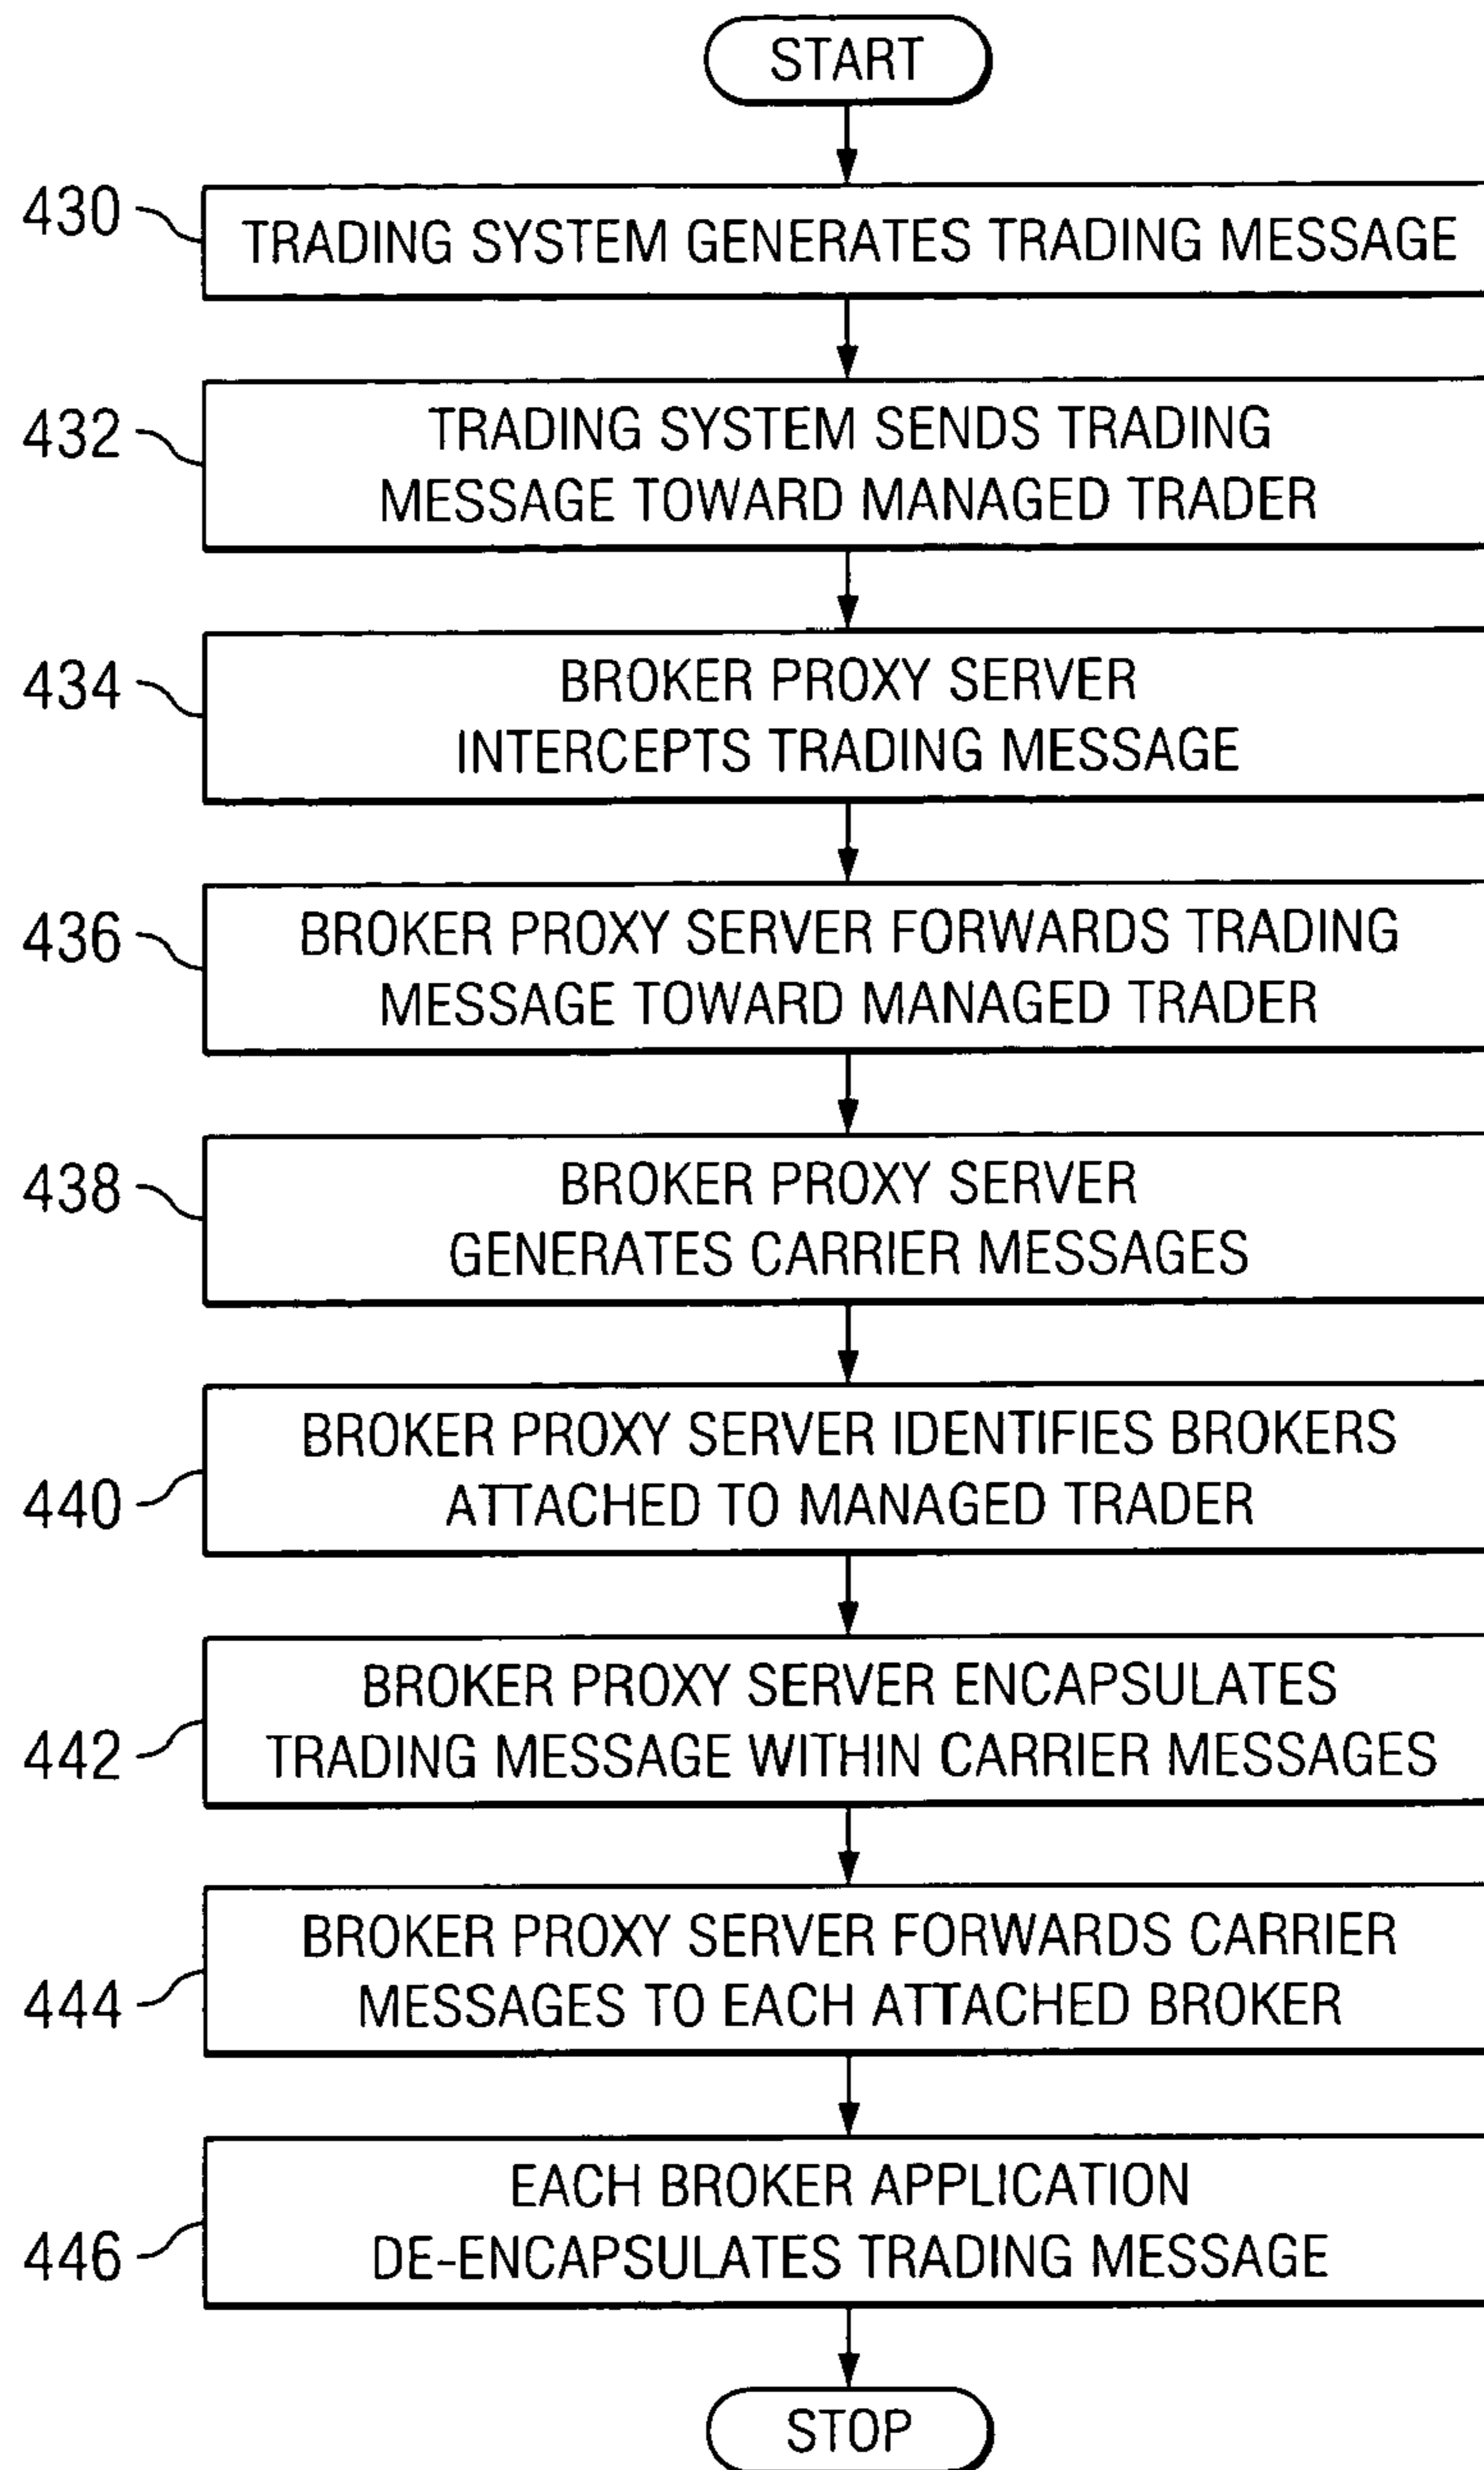 START
430
TRADING SYSTEM GENERATES TRADING MESSAGE
432
TRADING SYSTEM SENDS TRADING
MESSAGE TOWARD MANAGED TRADER
434
BROKER PROXY SERVER
INTERCEPTS TRADING MESSAGE
436
BROKER PROXY SERVER FORWARDS TRADING
MESSAGE TOWARD MANAGED TRADER
438
BROKER PROXY SERVER
GENERATES CARRIER MESSAGES
440
BROKER PROXY SERVER IDENTIFIES BROKERS
ATTACHED TO MANAGED TRADER
442
BROKER PROXY SERVER ENCAPSULATES
TRADING MESSAGE WITHIN CARRIER MESSAGES
444
BROKER PROXY SERVER FORWARDS CARRIER
MESSAGES TO EACH ATTACHED BROKER
446
EACH BROKER APPLICATION
DE-ENCAPSULATES TRADING MESSAGE
STOP